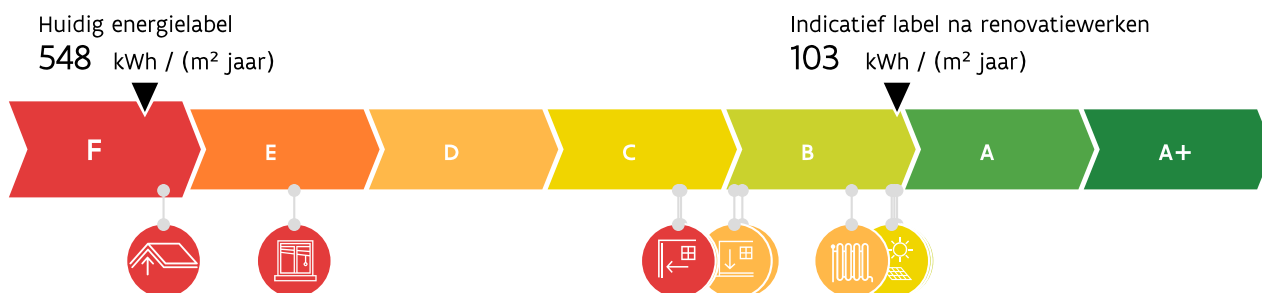 Huidig energielabel
548 kWh / (m² jaar)
Indicatief label na renovatiewerken
103 kWh / (m² jaar)
F E D C B A A+